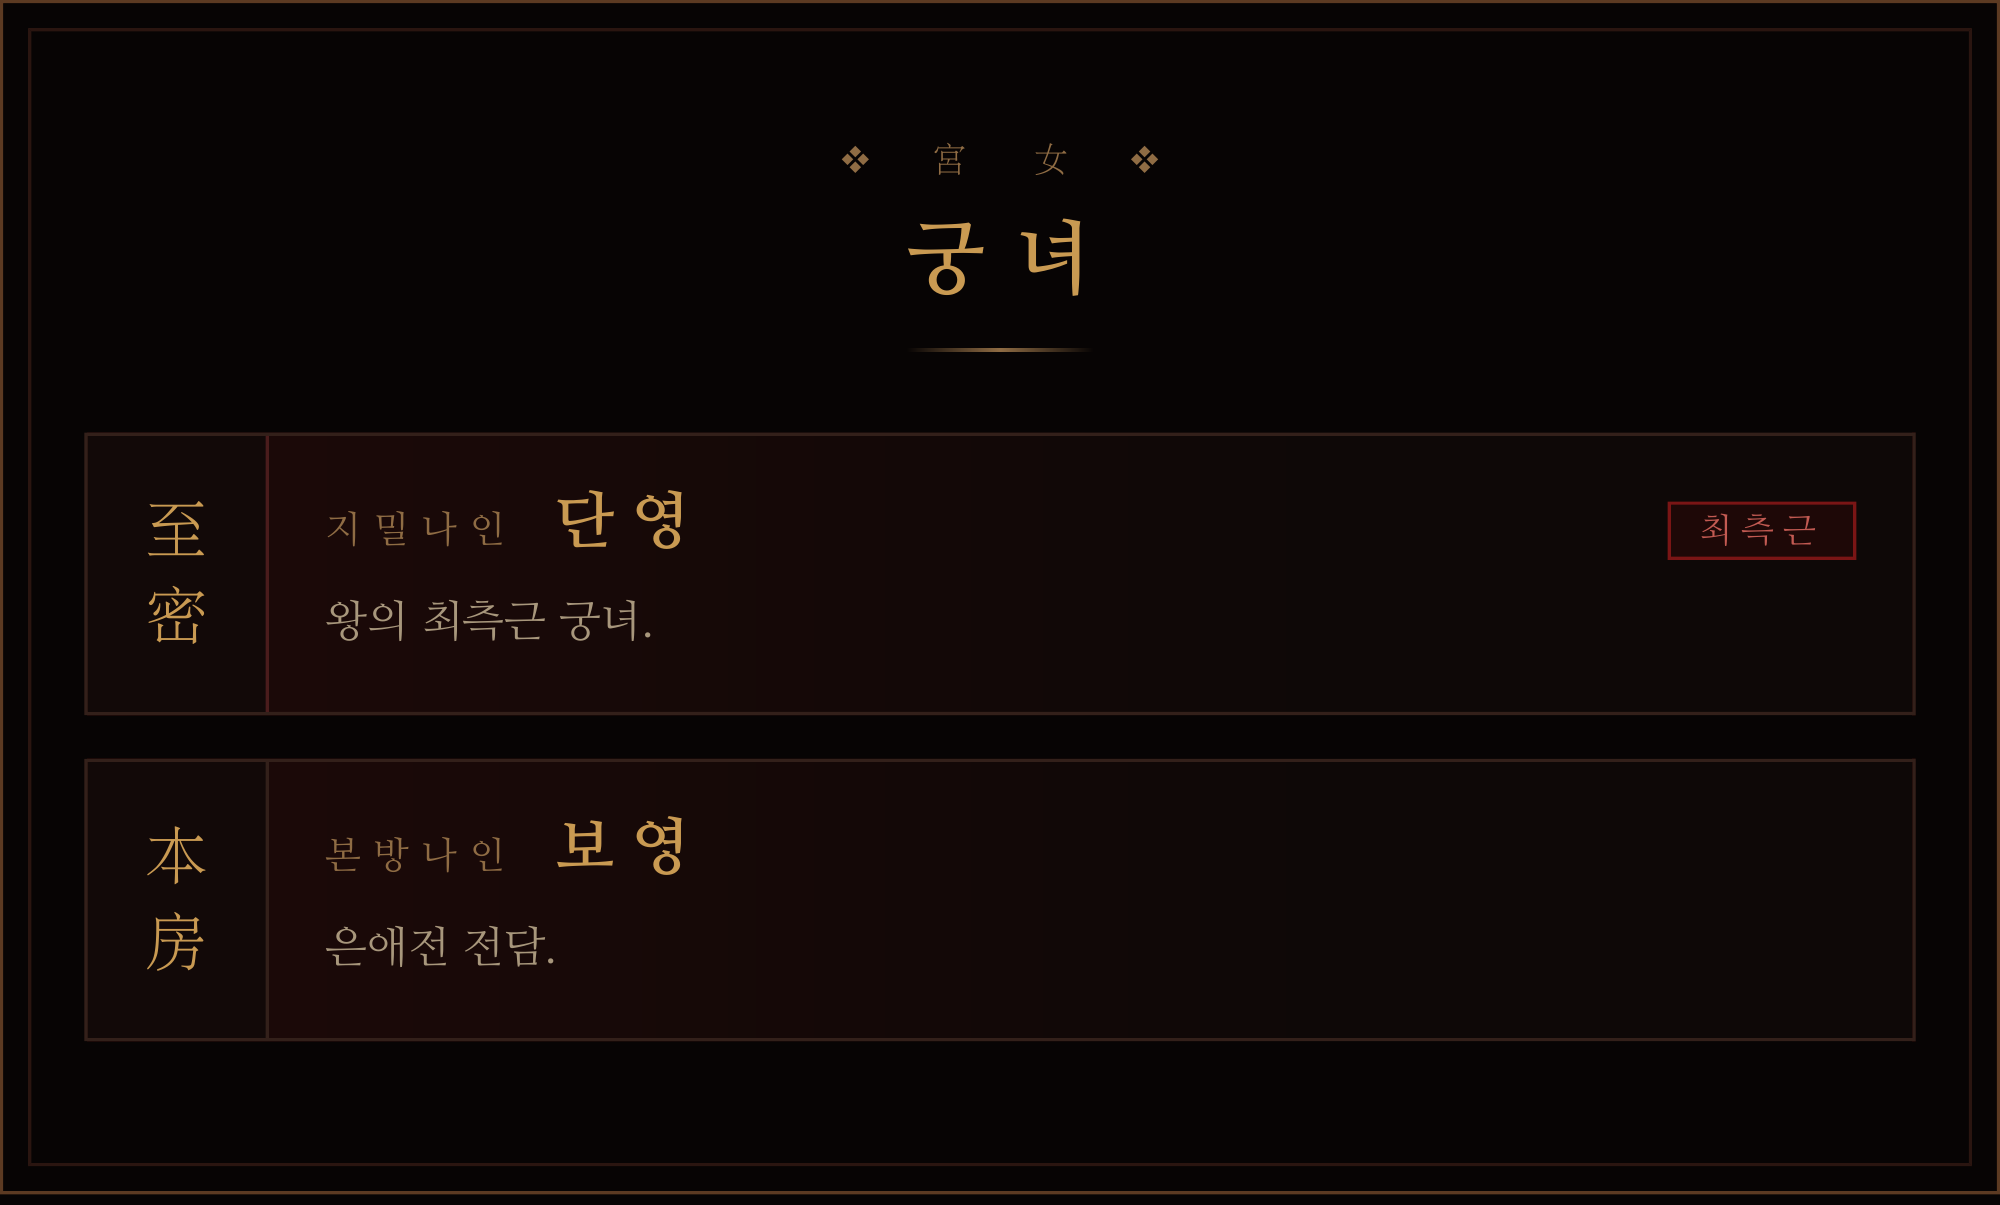 ❖ 宮 女 ❖
궁녀
至密
지밀나인 단영 최측근
왕의 최측근 궁녀.
本房
본방나인 보영
은애전 전담.